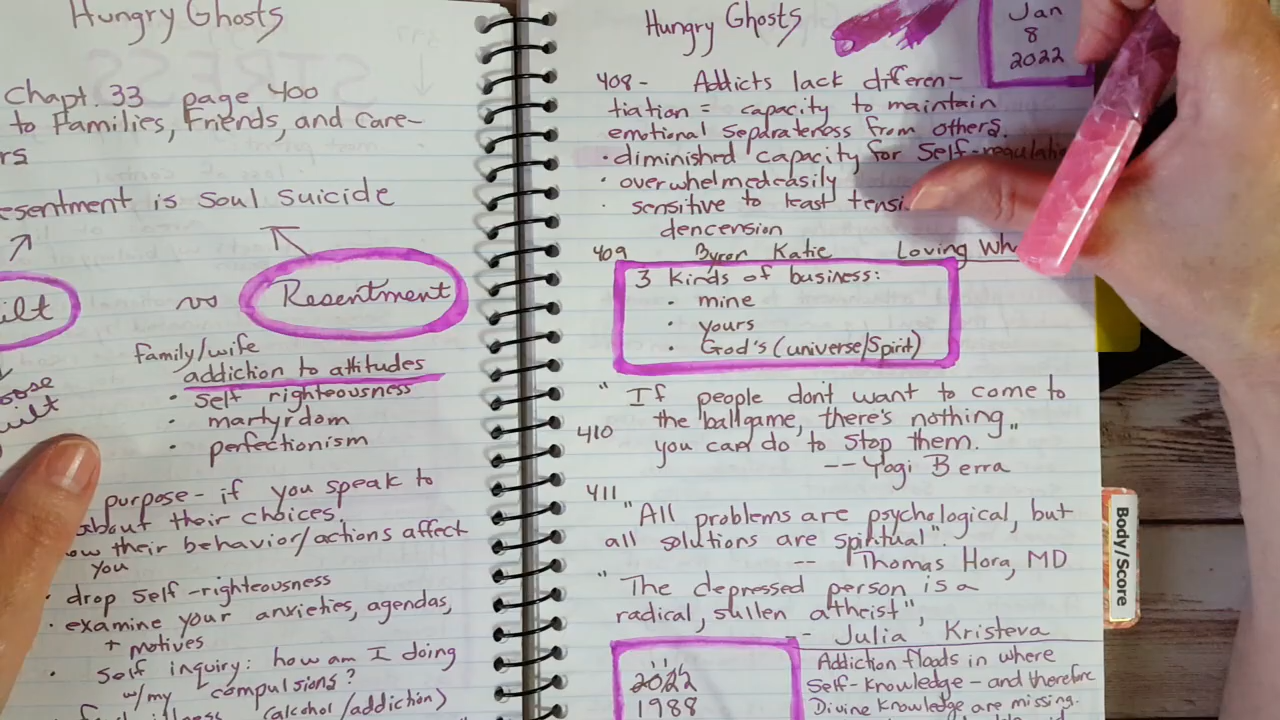 Hungry Ghosts
Chapt. 33 page 400
to Families, Friends, and Care-
rs
esentment is Soul Suicide
ilt vs Resentment
family/wife
addiction to attitudes
• self righteousness
• martyrdom
• perfectionism
oose
uilt
purpose - if you speak to
about their choices,
ow their behavior/actions affect
you
• drop self-righteousness
• examine your anxieties, agendas,
+ motives
• Self inquiry: how am I doing
w/my compulsions?
(alcohol/addiction)
Hungry Ghosts
Jan
8
2022
408 - Addicts lack differen-
tiation = capacity to maintain
emotional separateness from others.
• diminished capacity for self-regulatio
• overwhelmed easily
• sensitive to least tensi
dencension
409 Byron Katie Loving Wh
3 kinds of business:
• mine
• yours
• God's (universe/Spirit)
"If people don't want to come to
the ballgame, there's nothing
410 you can do to stop them."
-- Yogi Berra
411
"All problems are psychological, but
all solutions are spiritual".
-- Thomas Hora, MD
"The depressed person is a
radical, sullen atheist",
-- Julia Kristeva
2022
1988
Addiction floods in where
Self-knowledge - and therefore
Divine knowledge are missing.
Body/Score